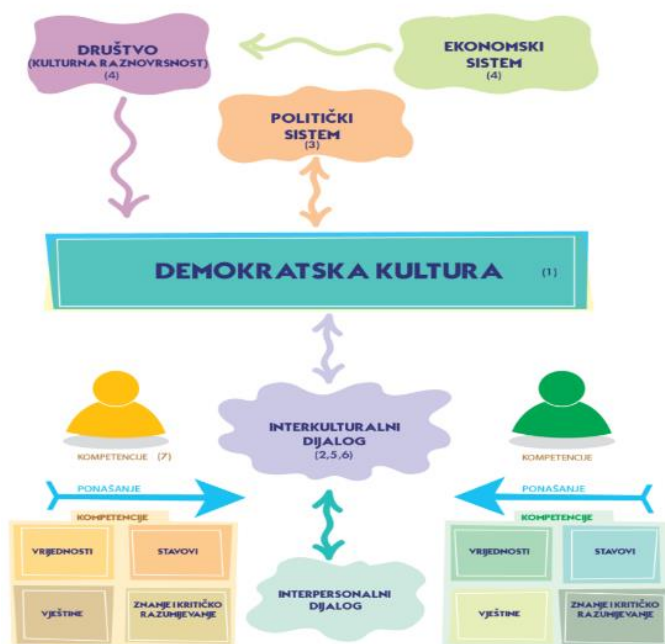 DRUŠTVO
(KULTURNA RAZNOVRSNOST)
(4)
EKONOMSKI
SISTEM
(4)
POLITIČKI
SISTEM
(3)
DEMOKRATSKA KULTURA (1)
INTERKULTURALNI
DIJALOG
(2,5,6)
KOMPETENCIJE (7)
KOMPETENCIJE
PONAŠANJE
PONAŠANJE
KOMPETENCIJE
VRIJEDNOSTI
STAVOVI
VJEŠTINE
ZNANJE I KRITIČKO
RAZUMIJEVANJE
INTERPERSONALNI
DIJALOG
KOMPETENCIJE
VRIJEDNOSTI
STAVOVI
VJEŠTINE
ZNANJE I KRITIČKO
RAZUMIJEVANJE